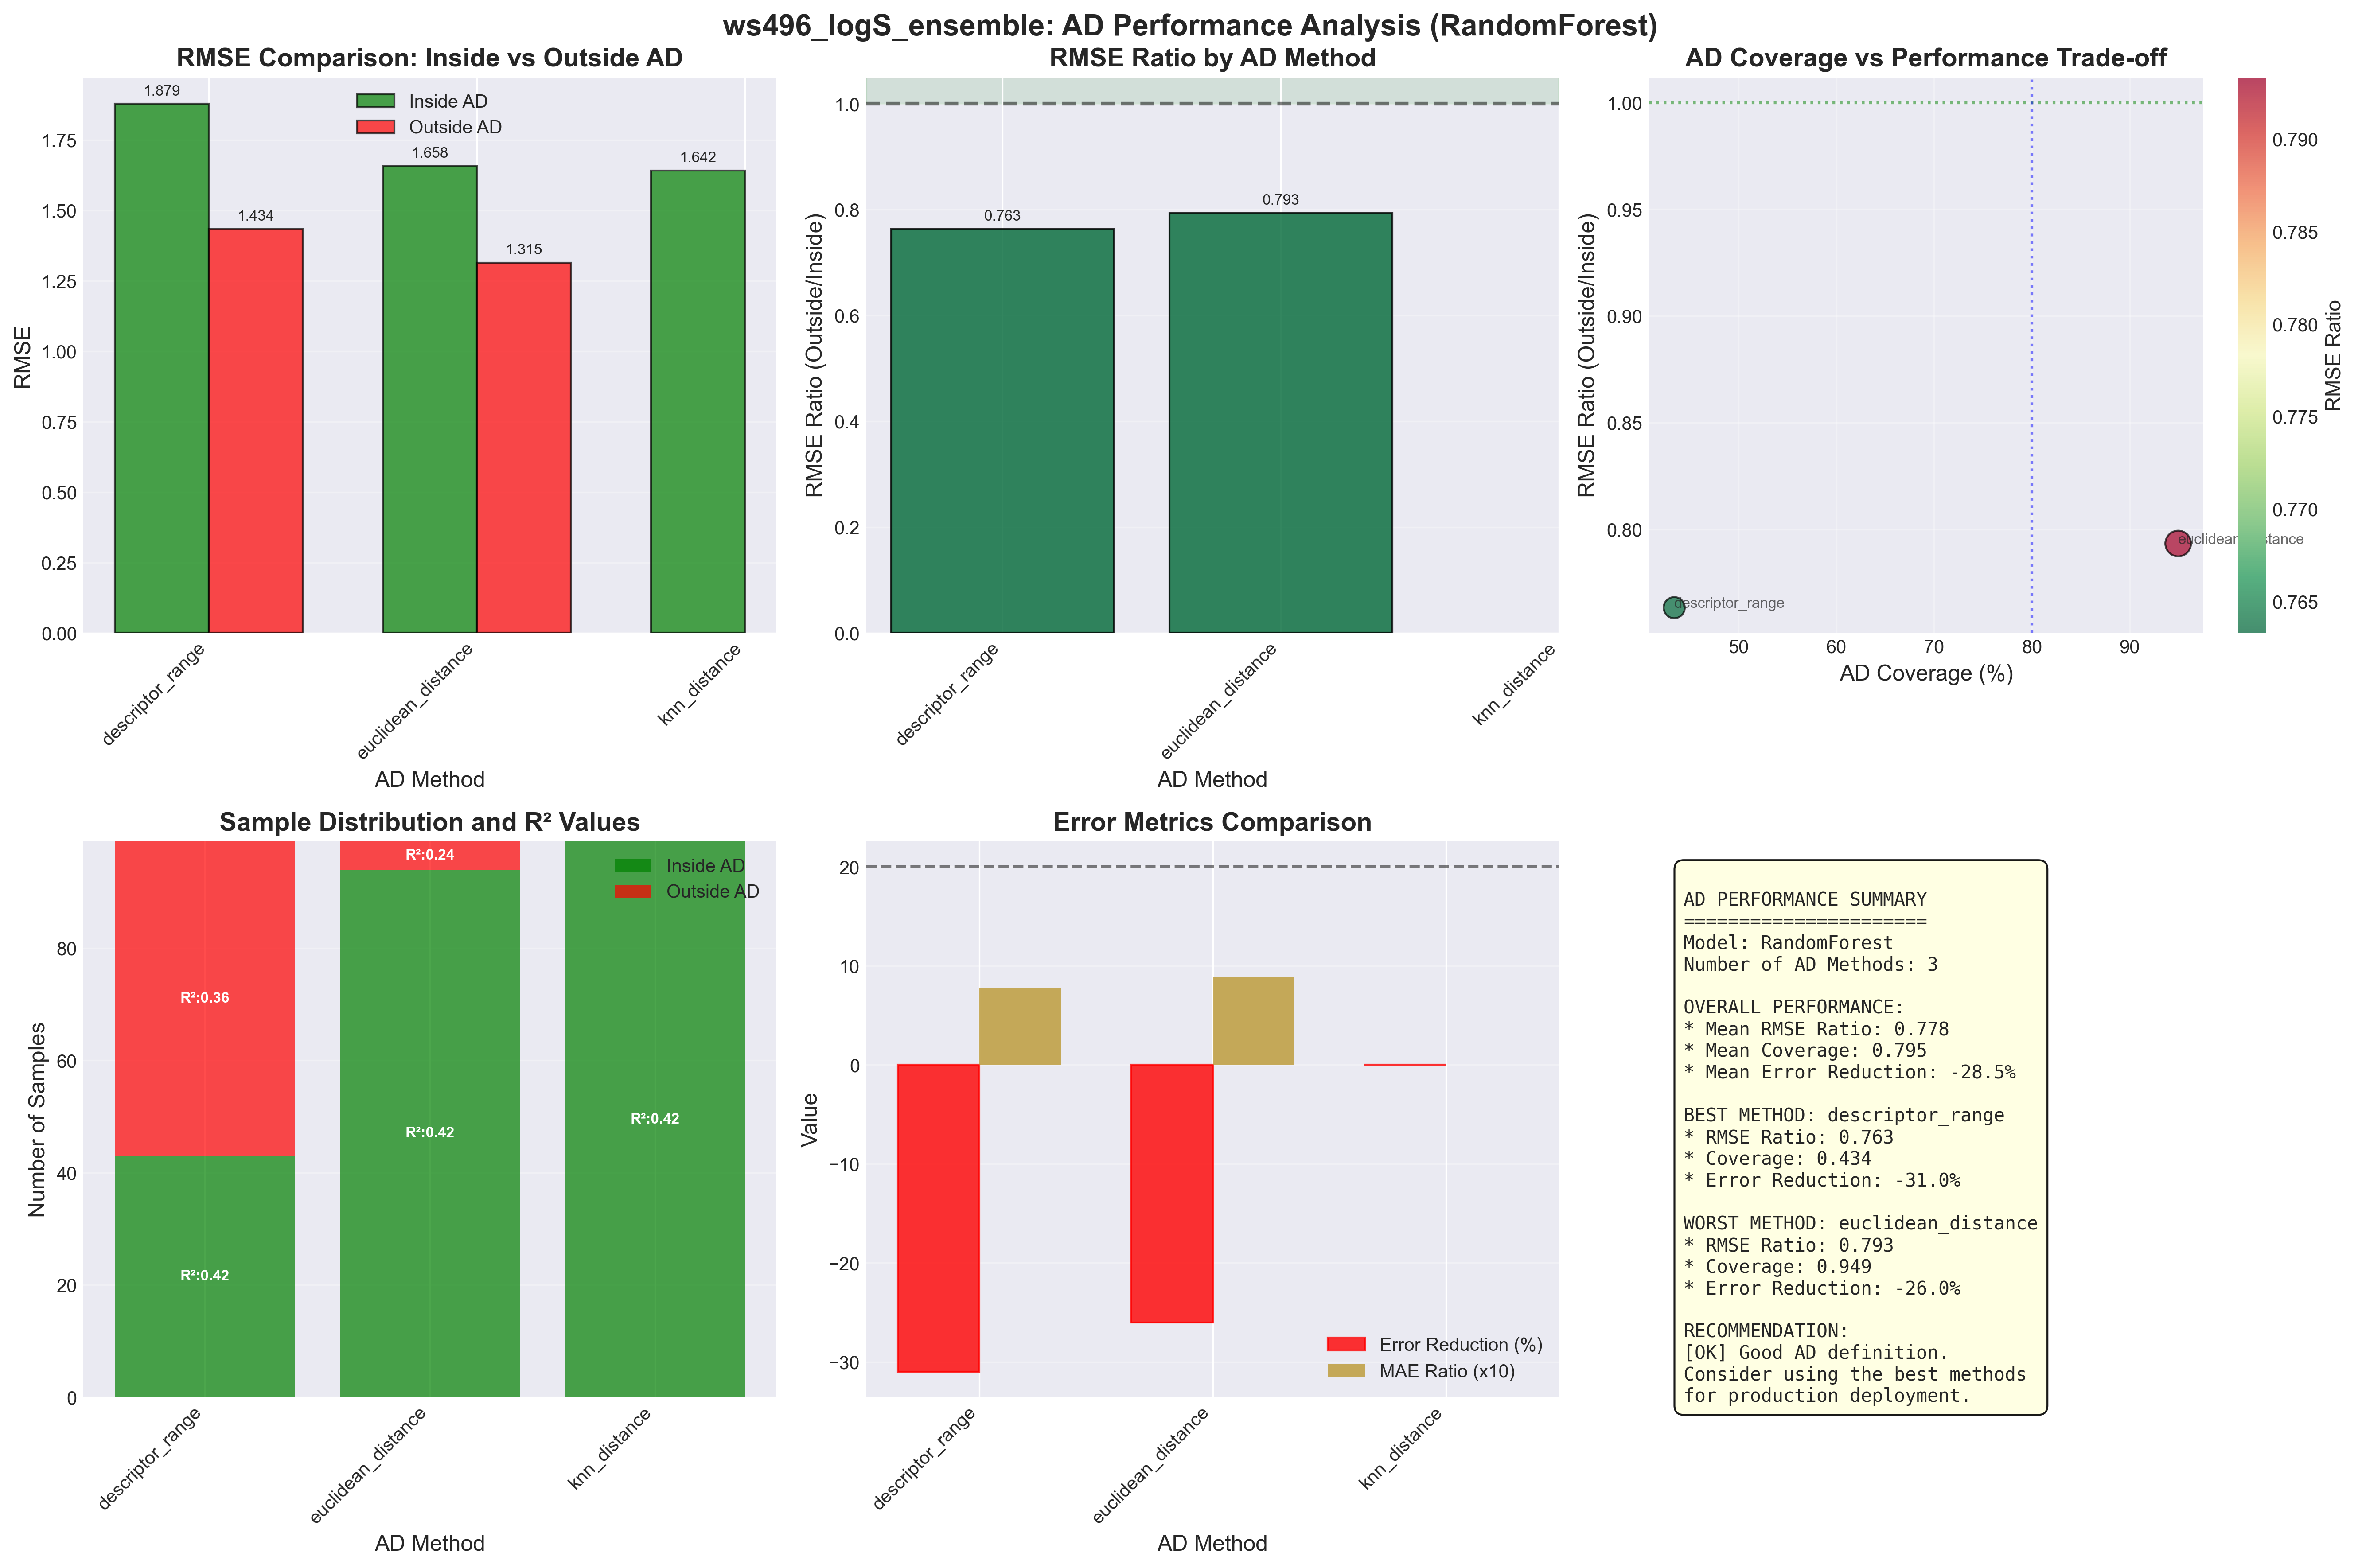 ws496_logS_ensemble: AD Performance Analysis (RandomForest)
RMSE Comparison: Inside vs Outside AD
1.879
1.434
1.658
1.315
1.642
Inside AD
Outside AD
RMSE
1.75
1.50
1.25
1.00
0.75
0.50
0.25
0.00
descriptor_range
euclidean_distance
knn_distance
AD Method
RMSE Ratio by AD Method
0.763
0.793
RMSE Ratio (Outside/Inside)
1.0
0.8
0.6
0.4
0.2
0.0
descriptor_range
euclidean_distance
knn_distance
AD Method
AD Coverage vs Performance Trade-off
RMSE Ratio (Outside/Inside)
1.00
0.95
0.90
0.85
0.80
descriptor_range
50
60
70
80
90
AD Coverage (%)
0.790
0.785
0.780
0.775
0.770
0.765
RMSE Ratio
Sample Distribution and R² Values
R²:0.36
R²:0.42
R²:0.24
R²:0.42
R²:0.42
Inside AD
Outside AD
Number of Samples
80
60
40
20
0
descriptor_range
euclidean_distance
knn_distance
AD Method
Error Metrics Comparison
Value
20
10
0
−10
−20
−30
Error Reduction (%)
MAE Ratio (x10)
descriptor_range
euclidean_distance
knn_distance
AD Method
AD PERFORMANCE SUMMARY
======================
Model: RandomForest
Number of AD Methods: 3
OVERALL PERFORMANCE:
* Mean RMSE Ratio: 0.778
* Mean Coverage: 0.795
* Mean Error Reduction: -28.5%
BEST METHOD: descriptor_range
* RMSE Ratio: 0.763
* Coverage: 0.434
* Error Reduction: -31.0%
WORST METHOD: euclidean_distance
* RMSE Ratio: 0.793
* Coverage: 0.949
* Error Reduction: -26.0%
RECOMMENDATION:
[OK] Good AD definition.
Consider using the best methods
for production deployment.